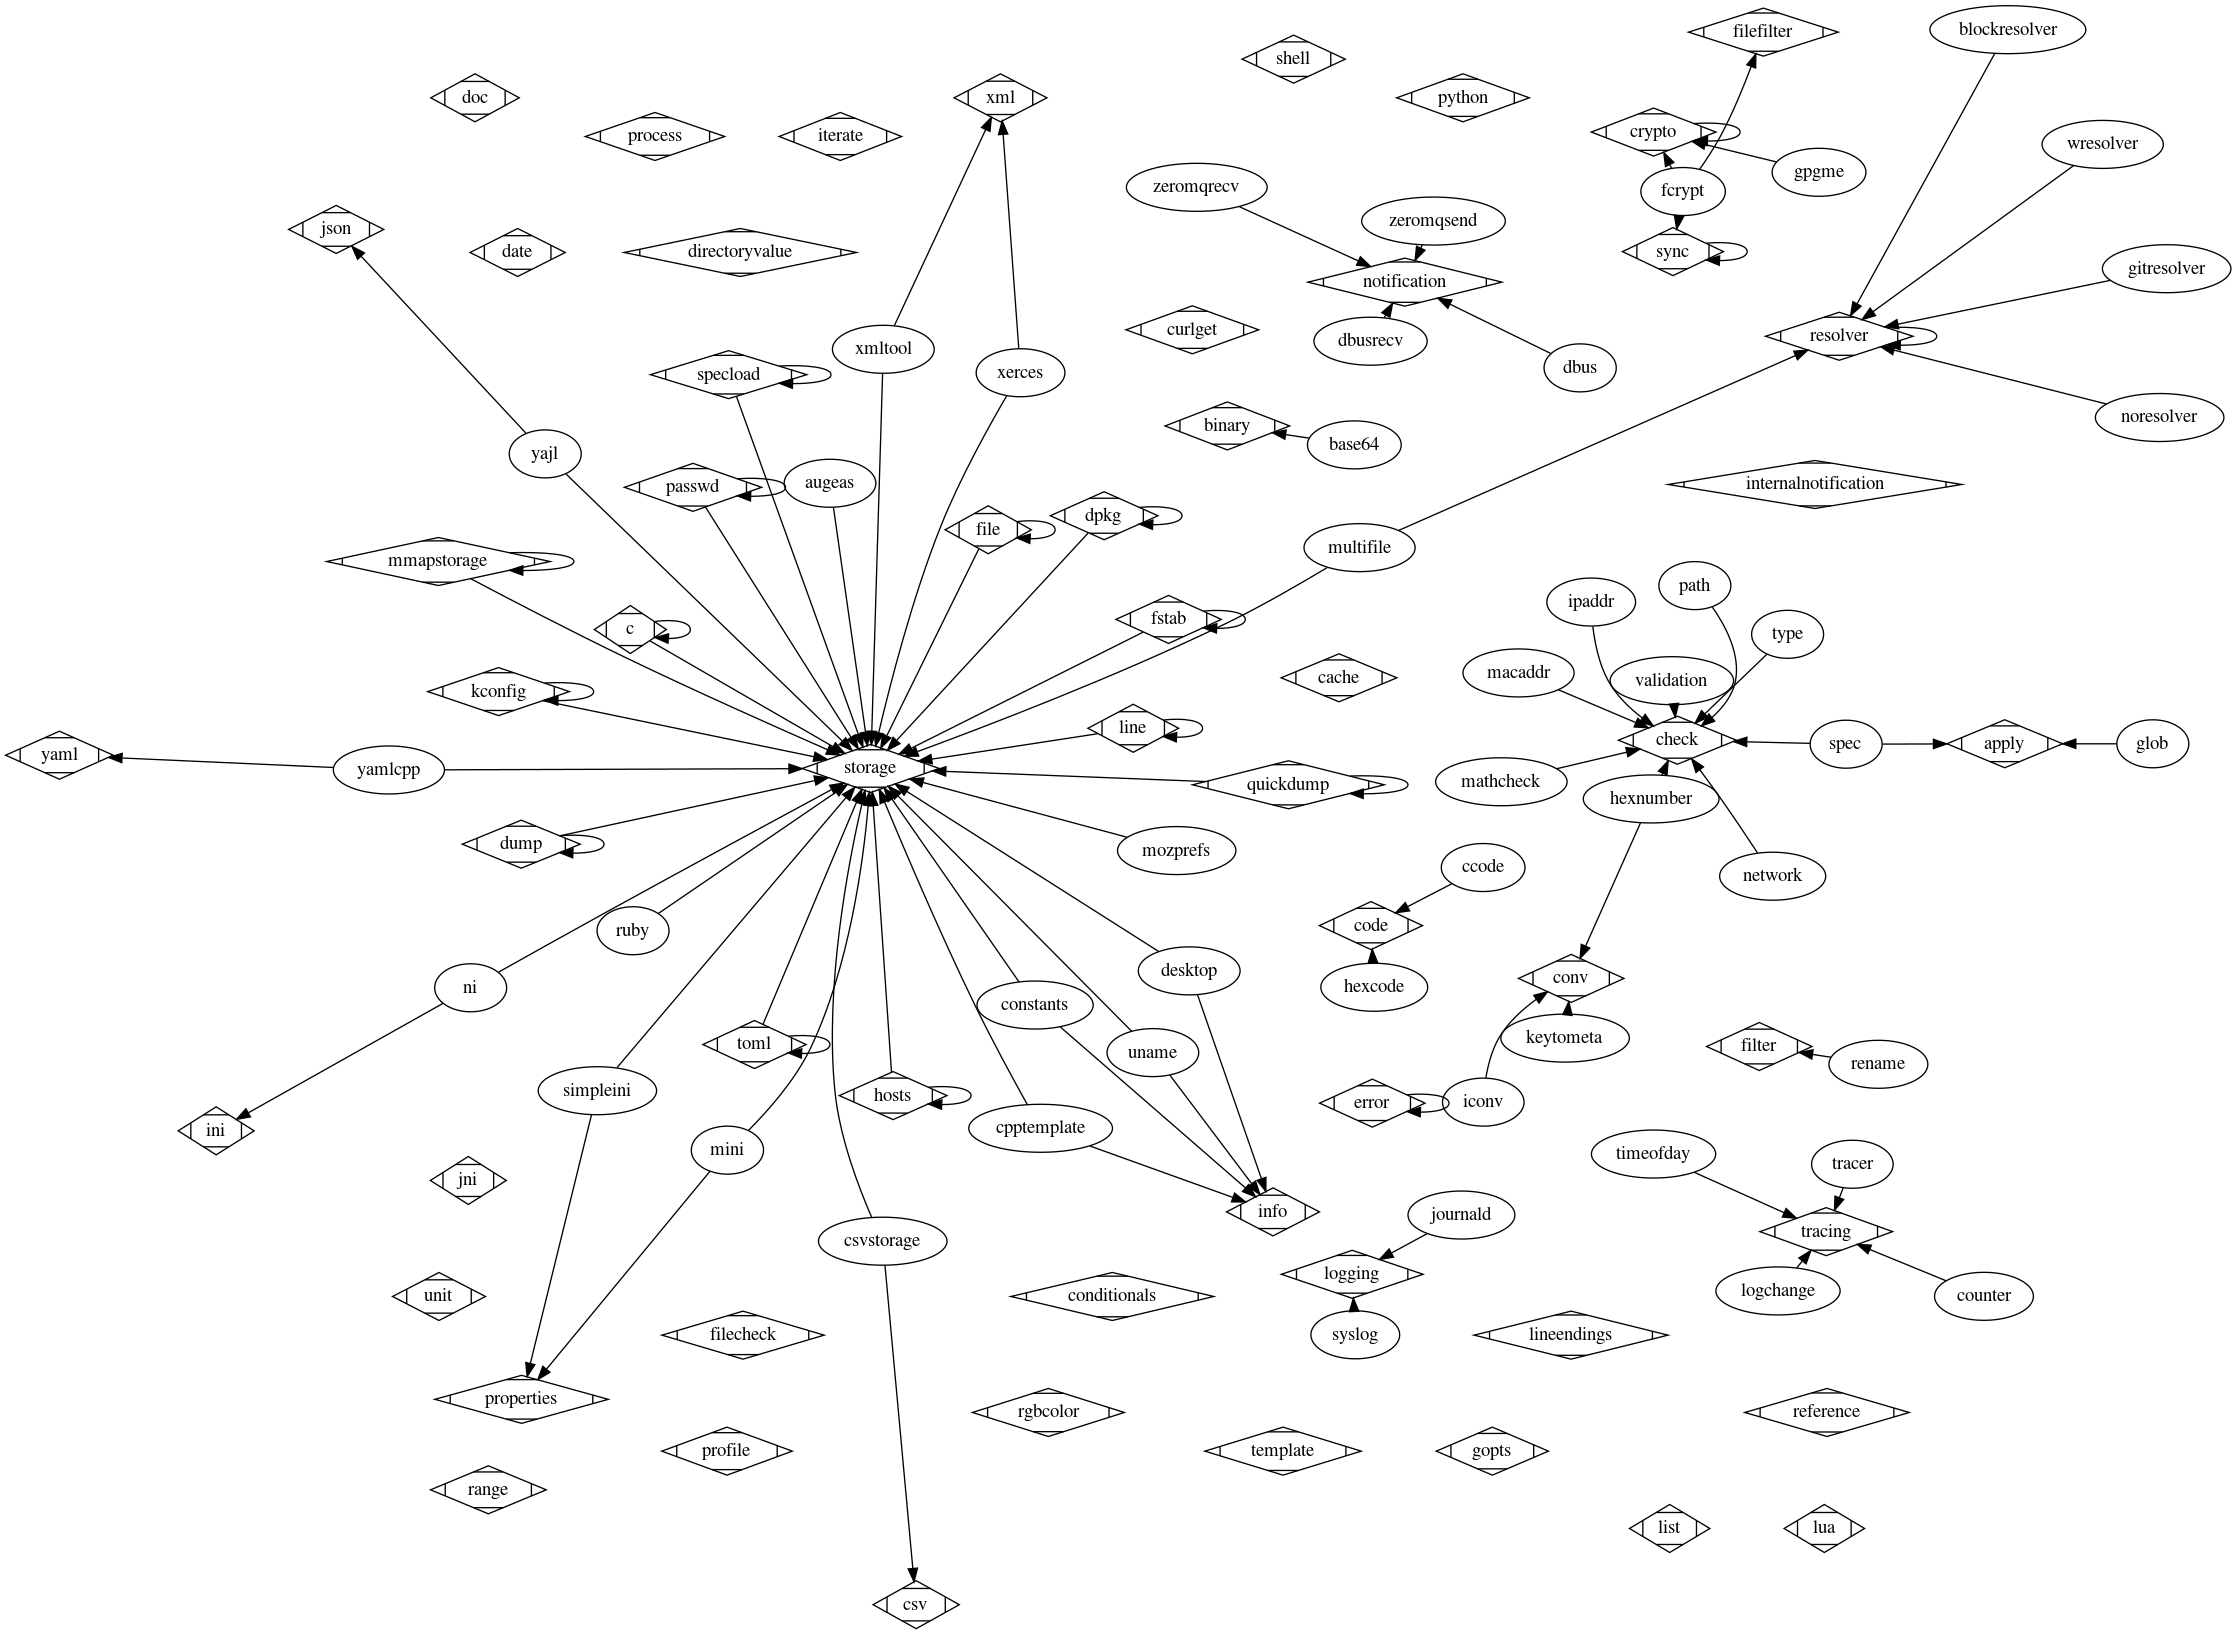 blockresolver
filefilter
shell
doc
xml
python
crypto
process
iterate
wresolver
gpgme
zeromqrecv
fcrypt
zeromqsend
json
date
directoryvalue
sync
gitresolver
notification
curlget
resolver
dbusrecv
xmltool
dbus
specload
xerces
noresolver
binary
base64
yajl
augeas
passwd
internalnotification
dpkg
file
multifile
mmapstorage
path
ipaddr
fstab
c
type
macaddr
cache
validation
kconfig
line
check
spec
apply
glob
yaml
yamlcpp
storage
mathcheck
quickdump
hexnumber
dump
mozprefs
ccode
network
code
ruby
desktop
conv
ni
hexcode
constants
keytometa
toml
filter
uname
rename
simpleini
hosts
error
iconv
cpptemplate
ini
mini
timeofday
tracer
jni
info
journald
tracing
csvstorage
logging
logchange
unit
conditionals
counter
filecheck
syslog
lineendings
properties
rgbcolor
reference
profile
template
gopts
range
list
lua
csv